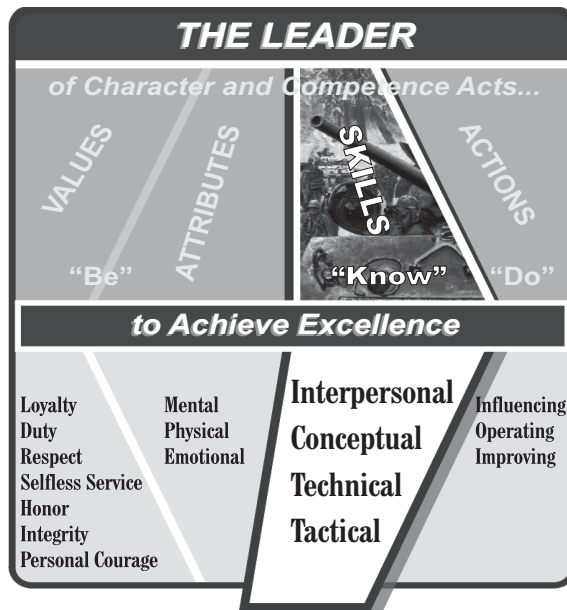 THE LEADER
of Character and Competence Acts...
VALUES
ATTRIBUTES
SKILLS
ACTIONS
“Be”
“Know”
“Do”
to Achieve Excellence
Loyalty
Duty
Respect
Selfless Service
Honor
Integrity
Personal Courage
Mental
Physical
Emotional
Interpersonal
Conceptual
Technical
Tactical
Influencing
Operating
Improving